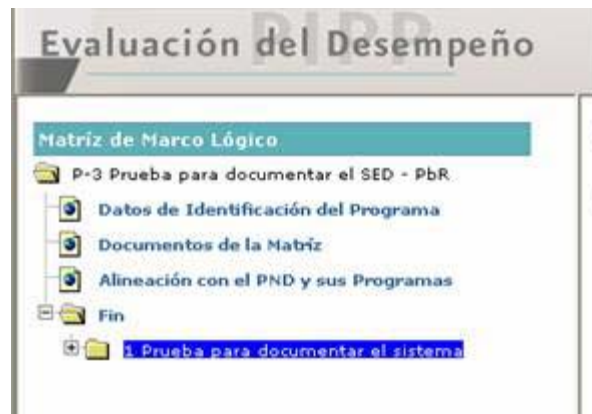 PIPP
Evaluación del Desempeño
Matríz de Marco Lógico
P-3 Prueba para documentar el SED - PbR
Datos de Identificación del Programa
Documentos de la Matríz
Alineación con el PND y sus Programas
Fin
1 Prueba para documentar el sistema